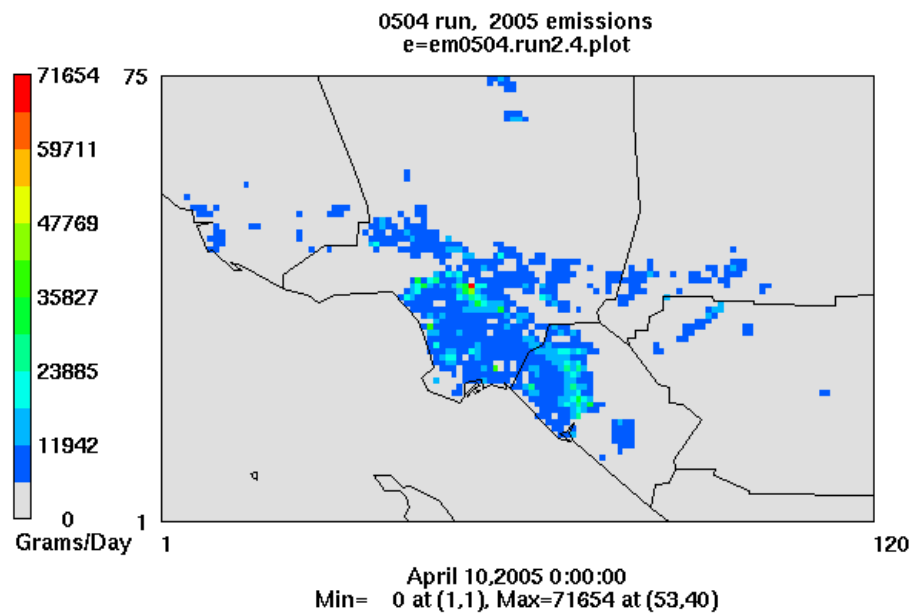 0504 run, 2005 emissions
e=em0504.run2.4.plot
71654
59711
47769
35827
23885
11942
0
Grams/Day
75
1
1
120
April 10,2005 0:00:00
Min= 0 at (1,1), Max=71654 at (53,40)